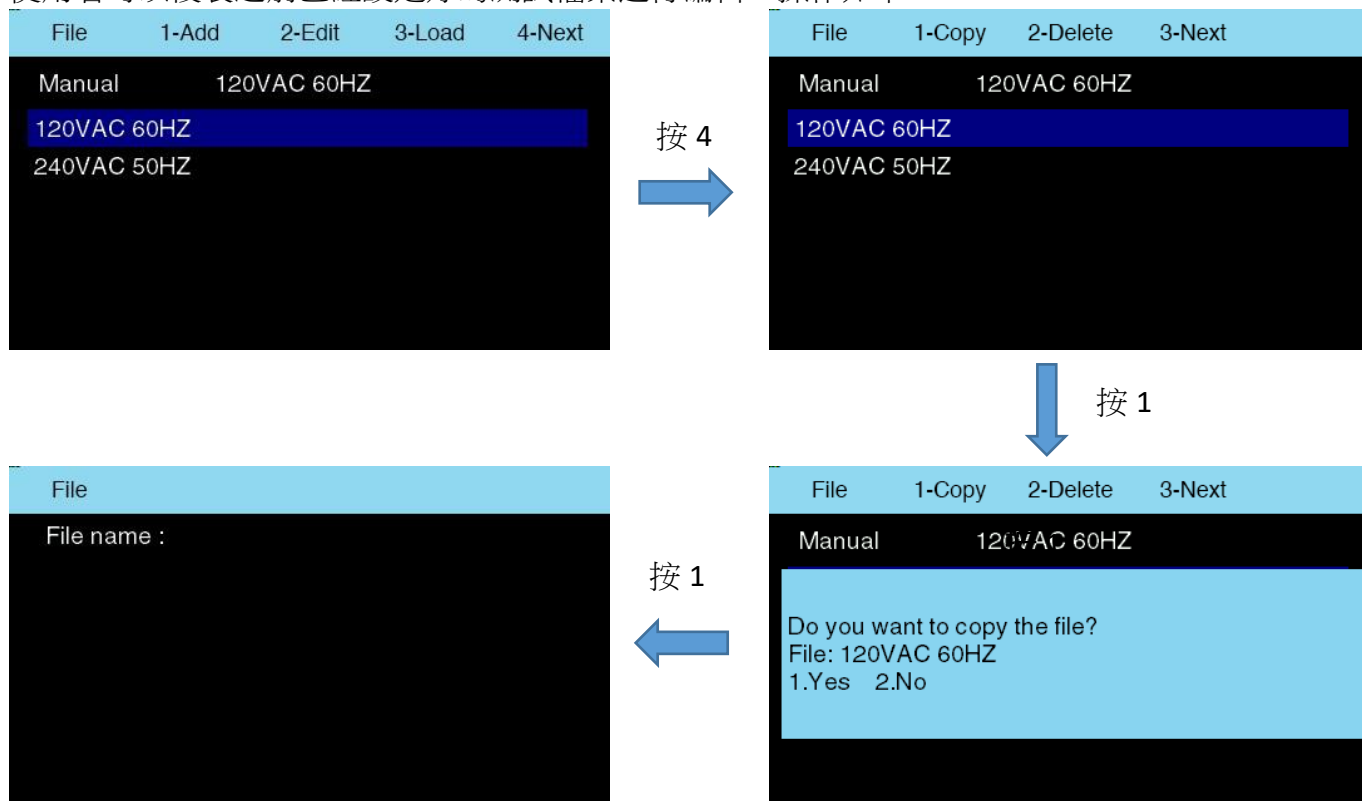 File 1-Add 2-Edit 3-Load 4-Next
Manual 120VAC 60HZ
120VAC 60HZ
240VAC 50HZ
按 4
File 1-Copy 2-Delete 3-Next
Manual 120VAC 60HZ
120VAC 60HZ
240VAC 50HZ
按 1
File 1-Copy 2-Delete 3-Next
Manual 120VAC 60HZ
Do you want to copy the file?
File: 120VAC 60HZ
1.Yes 2.No
按 1
File
File name :